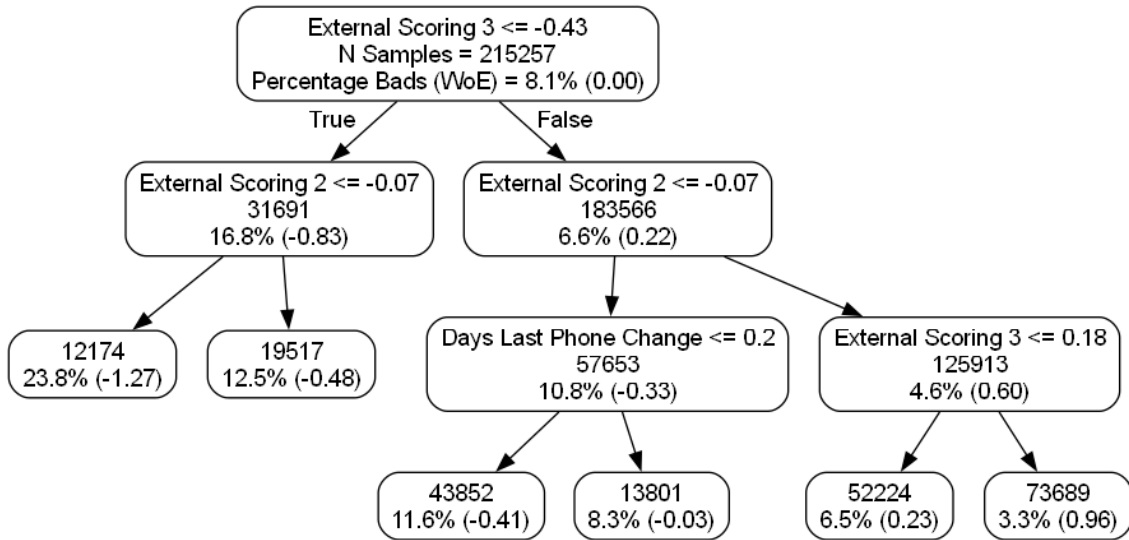 External Scoring 3 <= -0.43
N Samples = 215257
Percentage Bads (WoE) = 8.1% (0.00)
True
False
External Scoring 2 <= -0.07
31691
16.8% (-0.83)
External Scoring 2 <= -0.07
183566
6.6% (0.22)
12174
23.8% (-1.27)
19517
12.5% (-0.48)
Days Last Phone Change <= 0.2
57653
10.8% (-0.33)
External Scoring 3 <= 0.18
125913
4.6% (0.60)
43852
11.6% (-0.41)
13801
8.3% (-0.03)
52224
6.5% (0.23)
73689
3.3% (0.96)